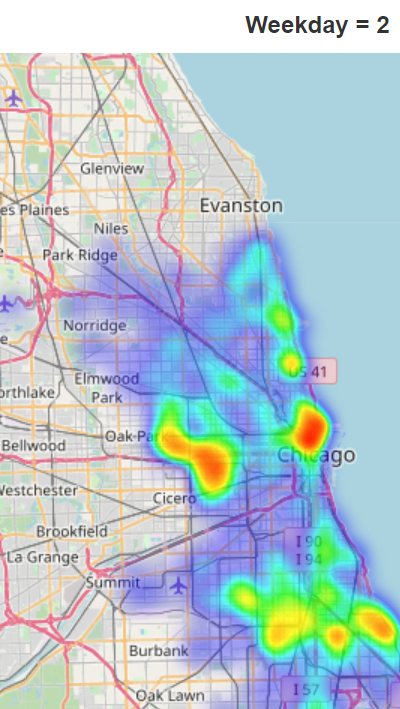 Weekday = 2
Glenview
Evanston
es Plaines
Niles
Park Ridge
Norridge
e
US 41
Elmwood
Park
orthlake
Oak Park
Bellwood
Chicago
Westchester
Cicero
Brookfield
I 90
I 94
La Grange
Summit
Burbank
I 57
Oak Lawn